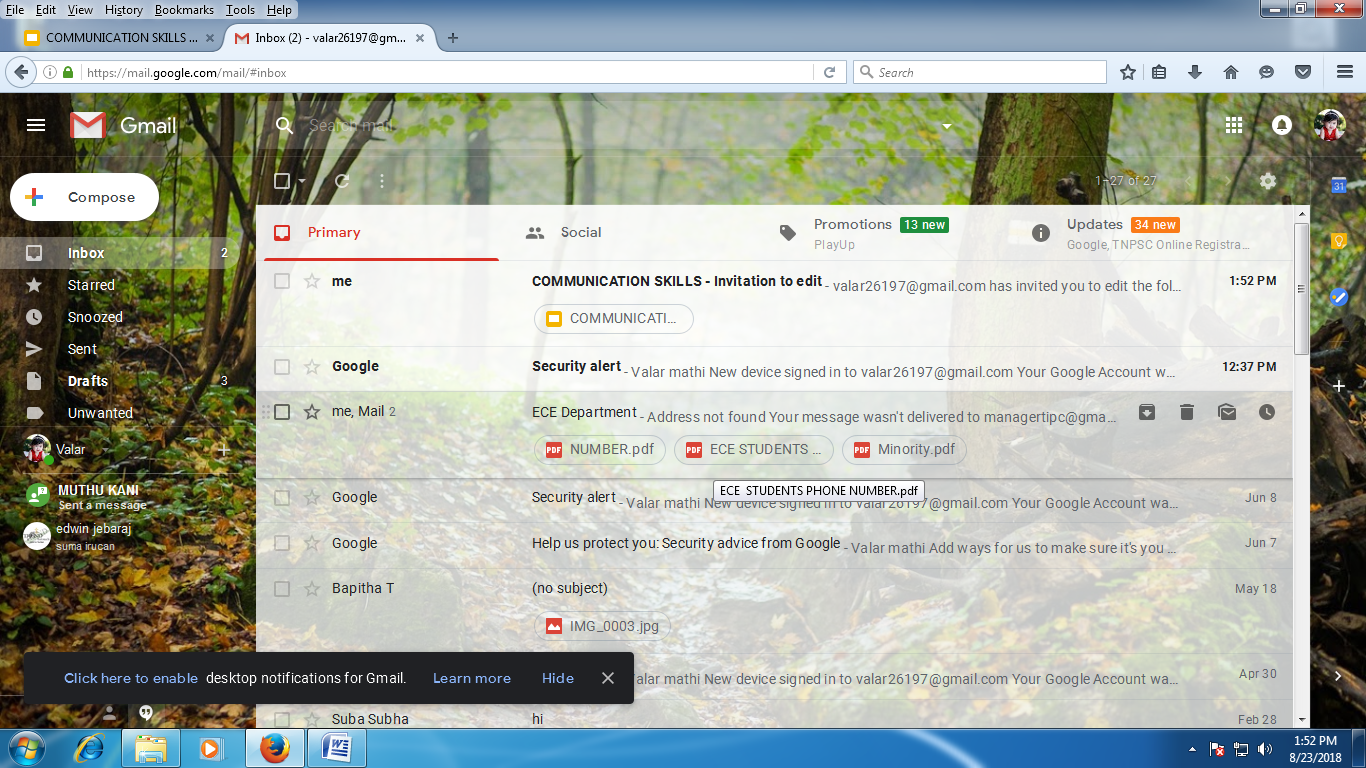 File Edit View History Bookmarks Tools Help
COMMUNICATION SKILLS ...
Inbox (2) - valar26197@gm...
https://mail.google.com/mail/#inbox
Search
Gmail
Search mail
Compose
1–27 of 27
31
Inbox 2
Starred
Snoozed
Sent
Drafts 3
Unwanted
Valar
MUTHU KANI
Sent a message
edwin jebaraj
suma irucan
Primary
Social
Promotions 13 new
PlayUp
Updates 34 new
Google, TNPSC Online Registra...
me COMMUNICATION SKILLS - Invitation to edit - valar26197@gmail.com has invited you to edit the fol... 1:52 PM
COMMUNICATI...
Google Security alert - Valar mathi New device signed in to valar26197@gmail.com Your Google Account w... 12:37 PM
me, Mail 2 ECE Department - Address not found Your message wasn't delivered to managertipc@gma...
PDF NUMBER.pdf PDF ECE STUDENTS ... PDF Minority.pdf
ECE STUDENTS PHONE NUMBER.pdf
Google Security alert - Valar mathi New device signed in to valar26197@gmail.com Your Google Account wa... Jun 8
Google Help us protect you: Security advice from Google - Valar mathi Add ways for us to make sure it's you ... Jun 7
Bapitha T (no subject) May 18
IMG_0003.jpg
Valar mathi New device signed in to valar26197@gmail.com Your Google Account wa... Apr 30
Suba Subha hi Feb 28
Click here to enable desktop notifications for Gmail. Learn more Hide
1:52 PM
8/23/2018